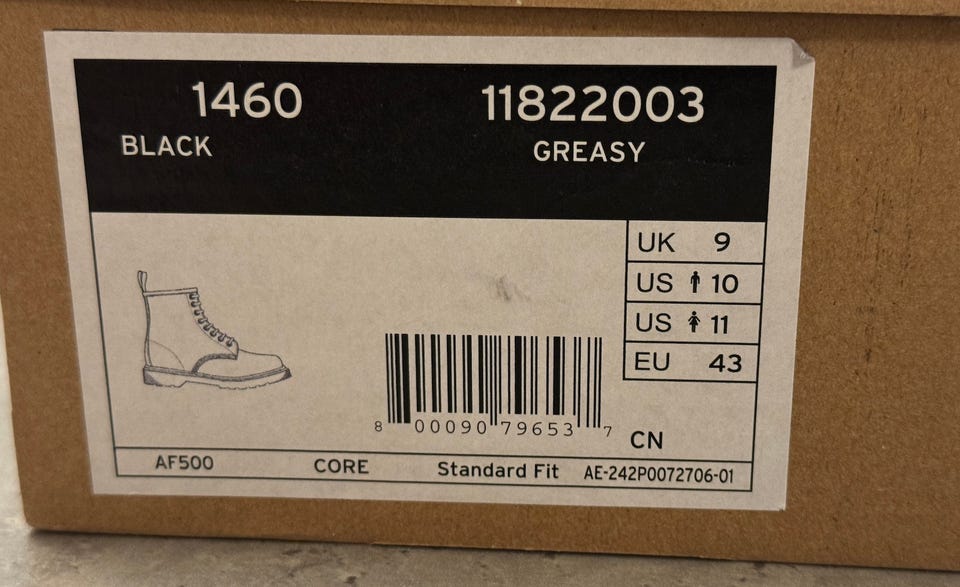 1460 11822003
BLACK GREASY
UK 9
US 10
US 11
EU 43
8 00090 79653 7
CN
AF500 CORE Standard Fit AE-242P0072706-01